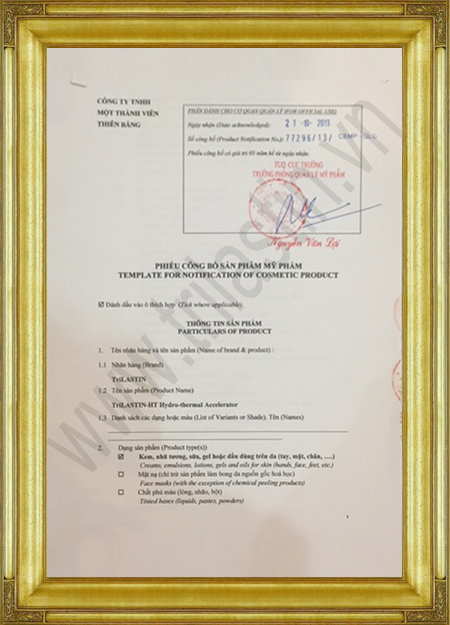 CÔNG TY TNHH
MỘT THÀNH VIÊN
THIÊN BĂNG
PHẦN DÀNH CHO CƠ QUAN QUẢN LÝ (FOR OFFICIAL USE)
Ngày nhận (Date acknowledged): 21 -10- 2013
Số công bố (Product Notification No.): 77296/13/ CBMP-QLD
Phiếu công bố có giá trị 05 năm kể từ ngày nhận.
TUQ. CỤC TRƯỞNG
TRƯỞNG PHÒNG QUẢN LÝ MỸ PHẨM
Nguyễn Văn Lợi
PHIẾU CÔNG BỐ SẢN PHẨM MỸ PHẨM
TEMPLATE FOR NOTIFICATION OF COSMETIC PRODUCT
☑ Đánh dấu vào ô thích hợp (Tick where applicable)
THÔNG TIN SẢN PHẨM
PARTICULARS OF PRODUCT
1. Tên nhãn hàng và tên sản phẩm (Name of brand & product) :
1.1 Nhãn hàng (Brand)
TriLASTIN
1.2 Tên sản phẩm (Product Name)
TriLASTIN-HT Hydro-thermal Accelerator
1.3 Danh sách các dạng hoặc màu (List of Variants or Shade). Tên (Names)
2. Dạng sản phẩm (Product type(s))
☑ Kem, nhũ tương, sữa, gel hoặc dầu dùng trên da (tay, mặt, chân, ....)
Creams, emulsions, lotions, gels and oils for skin (hands, face, feet, etc.)
☐ Mặt nạ (chỉ trừ sản phẩm làm bong da nguồn gốc hoá học)
Face masks (with the exception of chemical peeling products)
☐ Chất phủ màu (lỏng, nhão, bột)
Tinted bases (liquids, pastes, powders)
1
www.trilastin.vn